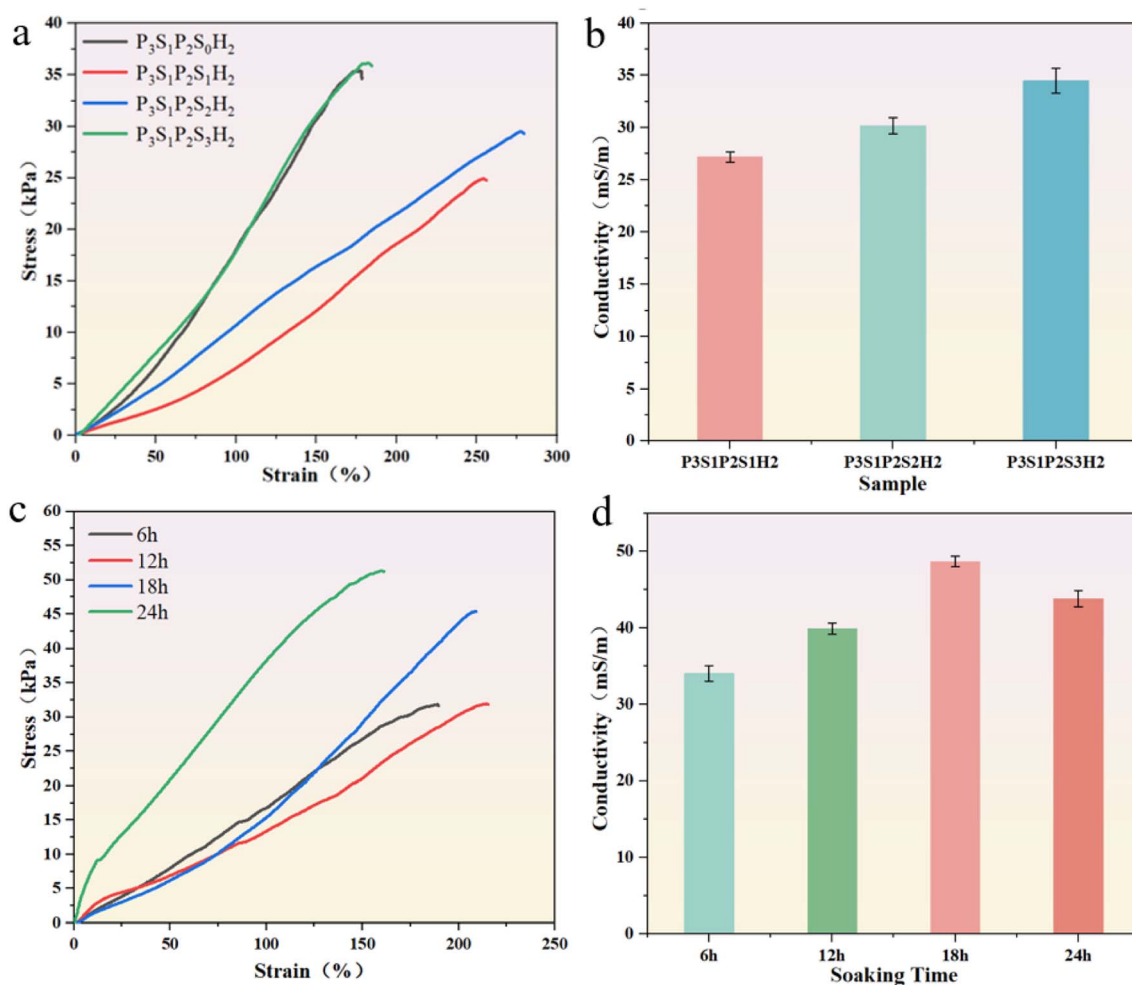 a
40
35
30
25
20
15
10
5
0
Stress（kPa）
P₃S₁P₂S₀H₂
P₃S₁P₂S₁H₂
P₃S₁P₂S₂H₂
P₃S₁P₂S₃H₂
0 50 100 150 200 250 300
Strain（%）
b
40
35
30
25
20
15
10
5
0
Conductivity（mS/m）
P3S1P2S1H2 P3S1P2S2H2 P3S1P2S3H2
Sample
c
60
55
50
45
40
35
30
25
20
15
10
5
0
Stress（kPa）
6h
12h
18h
24h
0 50 100 150 200 250
Strain（%）
d
50
40
30
20
10
0
Conductivity（mS/m）
6h 12h 18h 24h
Soaking Time